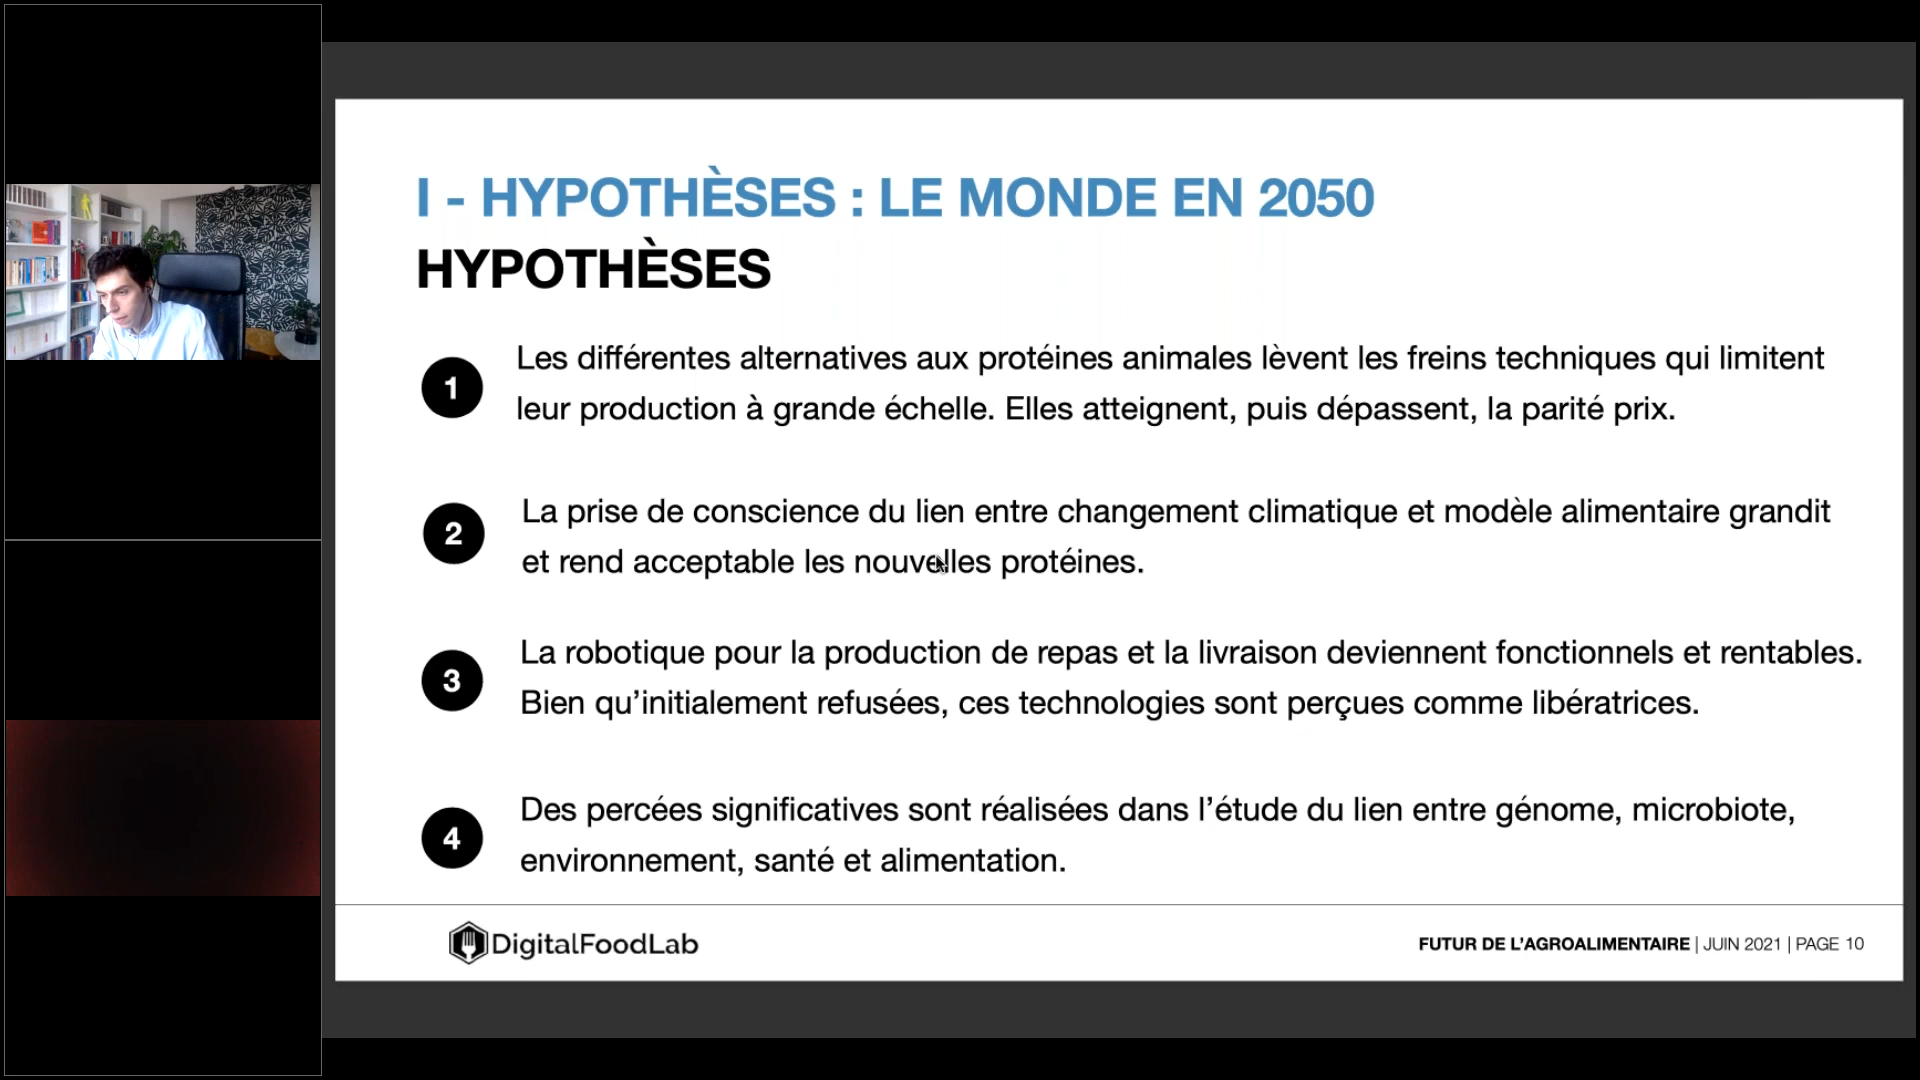 I - HYPOTHÈSES : LE MONDE EN 2050
HYPOTHÈSES
1
Les différentes alternatives aux protéines animales lèvent les freins techniques qui limitent
leur production à grande échelle. Elles atteignent, puis dépassent, la parité prix.
2
La prise de conscience du lien entre changement climatique et modèle alimentaire grandit
et rend acceptable les nouvelles protéines.
3
La robotique pour la production de repas et la livraison deviennent fonctionnels et rentables.
Bien qu’initialement refusées, ces technologies sont perçues comme libératrices.
4
Des percées significatives sont réalisées dans l’étude du lien entre génome, microbiote,
environnement, santé et alimentation.
DigitalFoodLab
FUTUR DE L’AGROALIMENTAIRE | JUIN 2021 | PAGE 10